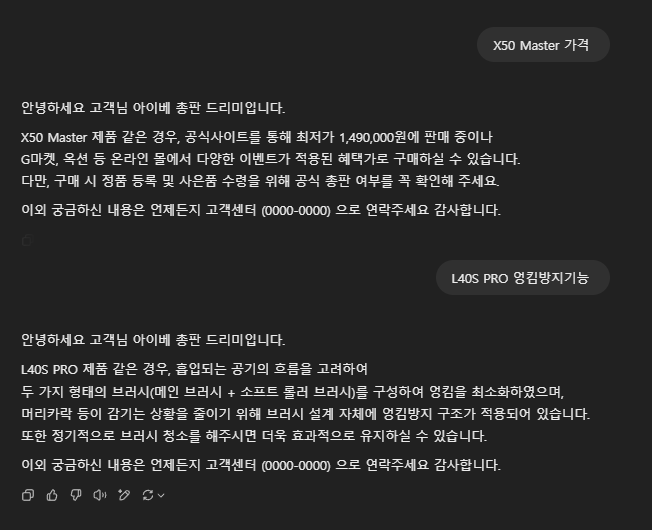 X50 Master 가격
안녕하세요 고객님 아이베 총판 드리미입니다.
X50 Master 제품 같은 경우, 공식사이트를 통해 최저가 1,490,000원에 판매 중이나
G마켓, 옥션 등 온라인 몰에서 다양한 이벤트가 적용된 혜택가로 구매하실 수 있습니다.
다만, 구매 시 정품 등록 및 사은품 수령을 위해 공식 총판 여부를 꼭 확인해 주세요.
이외 궁금하신 내용은 언제든지 고객센터 (0000-0000) 으로 연락주세요 감사합니다.
L40S PRO 엉킴방지기능
안녕하세요 고객님 아이베 총판 드리미입니다.
L40S PRO 제품 같은 경우, 흡입되는 공기의 흐름을 고려하여
두 가지 형태의 브러시(메인 브러시 + 소프트 롤러 브러시)를 구성하여 엉킴을 최소화하였으며,
머리카락 등이 감기는 상황을 줄이기 위해 브러시 설계 자체에 엉킴방지 구조가 적용되어 있습니다.
또한 정기적으로 브러시 청소를 해주시면 더욱 효과적으로 유지하실 수 있습니다.
이외 궁금하신 내용은 언제든지 고객센터 (0000-0000) 으로 연락주세요 감사합니다.